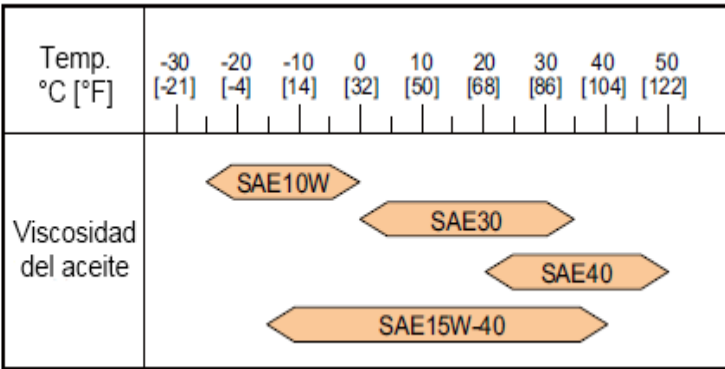 Temp.
°C [°F]
-30 -20 -10 0 10 20 30 40 50
[-21] [-4] [14] [32] [50] [68] [86] [104] [122]
Viscosidad
del aceite
SAE10W
SAE30
SAE40
SAE15W-40